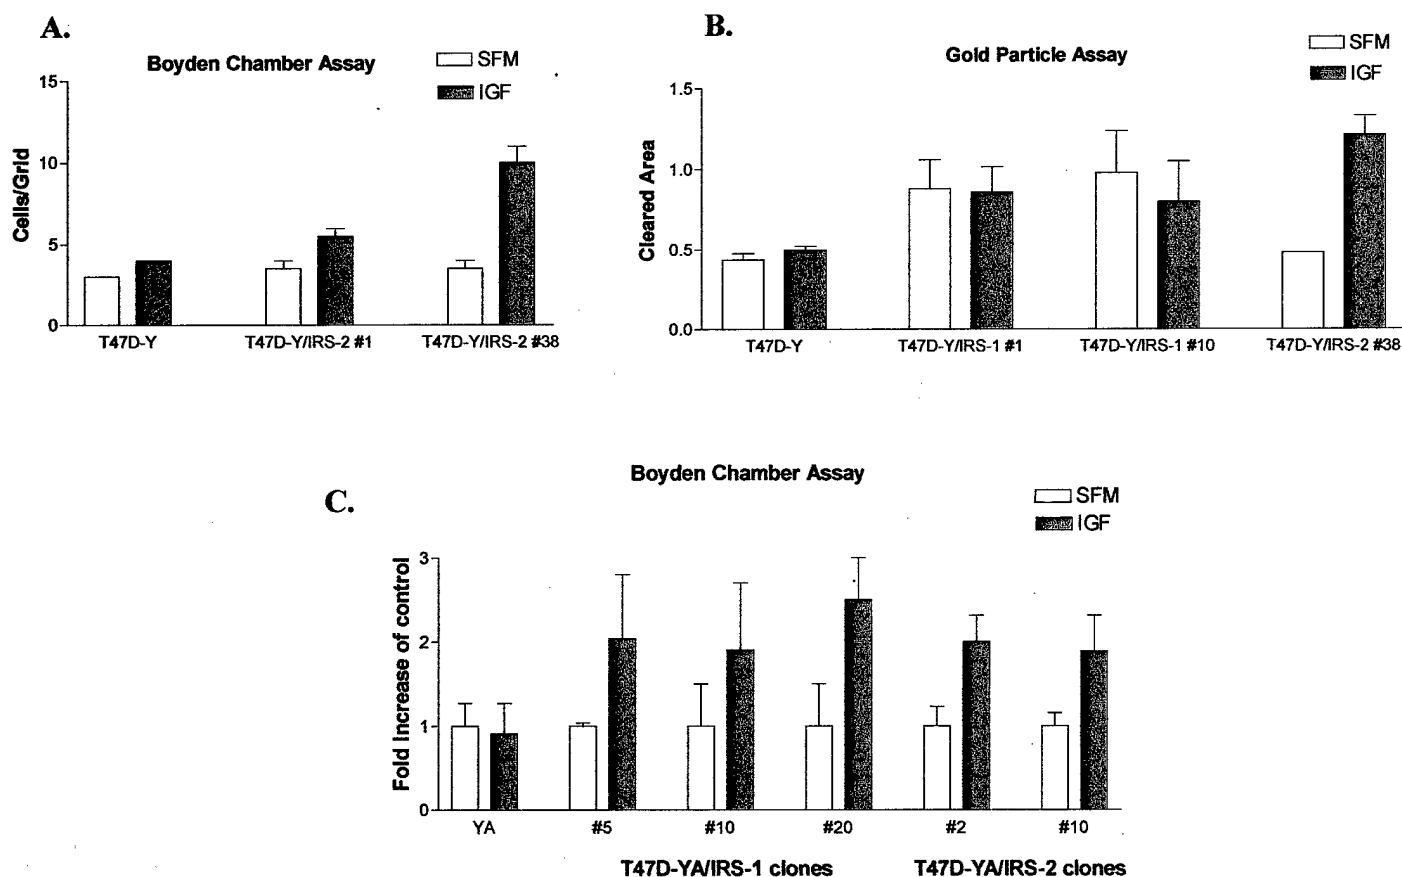 A.
Boyden Chamber Assay
SFM
IGF
15
10
5
0
Cells/Grid
T47D-Y
T47D-Y/IRS-2 #1
T47D-Y/IRS-2 #38
B.
Gold Particle Assay
SFM
IGF
1.5
1.0
0.5
0.0
Cleared Area
T47D-Y
T47D-Y/IRS-1 #1
T47D-Y/IRS-1 #10
T47D-Y/IRS-2 #38
C.
Boyden Chamber Assay
SFM
IGF
3
2
1
0
Fold Increase of control
YA
#5
#10
#20
#2
#10
T47D-YA/IRS-1 clones
T47D-YA/IRS-2 clones